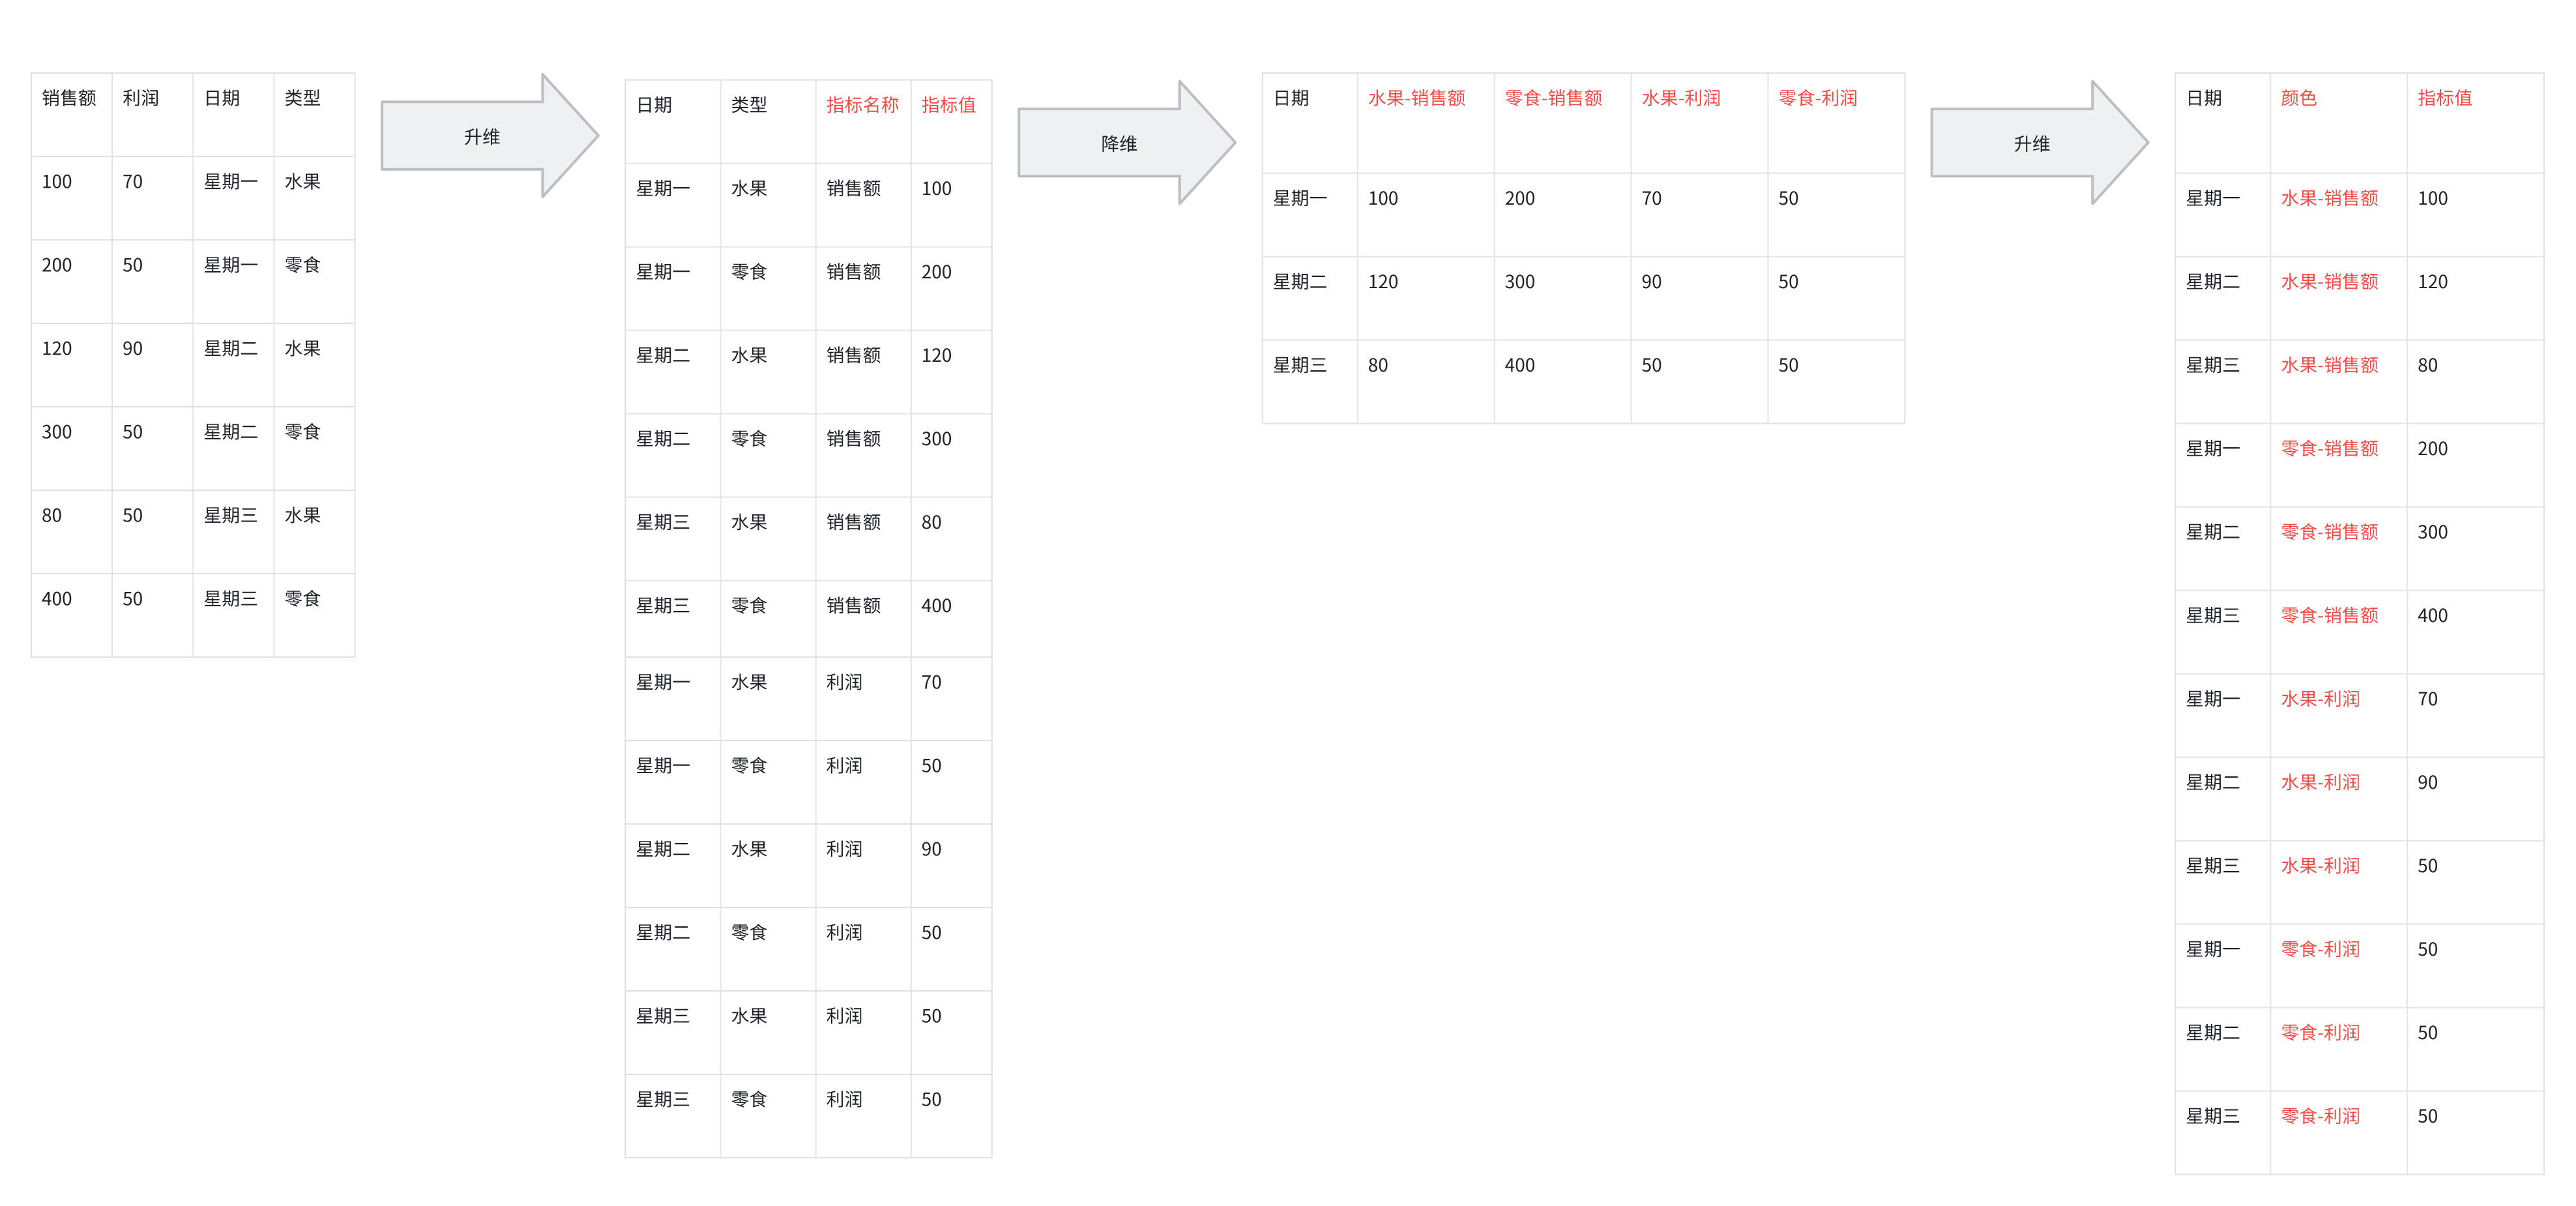 销售额 利润 日期 类型
100 70 星期一 水果
200 50 星期一 零食
120 90 星期二 水果
300 50 星期二 零食
80 50 星期三 水果
400 50 星期三 零食
升维
日期 类型 指标名称 指标值
星期一 水果 销售额 100
星期一 零食 销售额 200
星期二 水果 销售额 120
星期二 零食 销售额 300
星期三 水果 销售额 80
星期三 零食 销售额 400
星期一 水果 利润 70
星期一 零食 利润 50
星期二 水果 利润 90
星期二 零食 利润 50
星期三 水果 利润 50
星期三 零食 利润 50
降维
日期 水果-销售额 零食-销售额 水果-利润 零食-利润
星期一 100 200 70 50
星期二 120 300 90 50
星期三 80 400 50 50
升维
日期 颜色 指标值
星期一 水果-销售额 100
星期二 水果-销售额 120
星期三 水果-销售额 80
星期一 零食-销售额 200
星期二 零食-销售额 300
星期三 零食-销售额 400
星期一 水果-利润 70
星期二 水果-利润 90
星期三 水果-利润 50
星期一 零食-利润 50
星期二 零食-利润 50
星期三 零食-利润 50